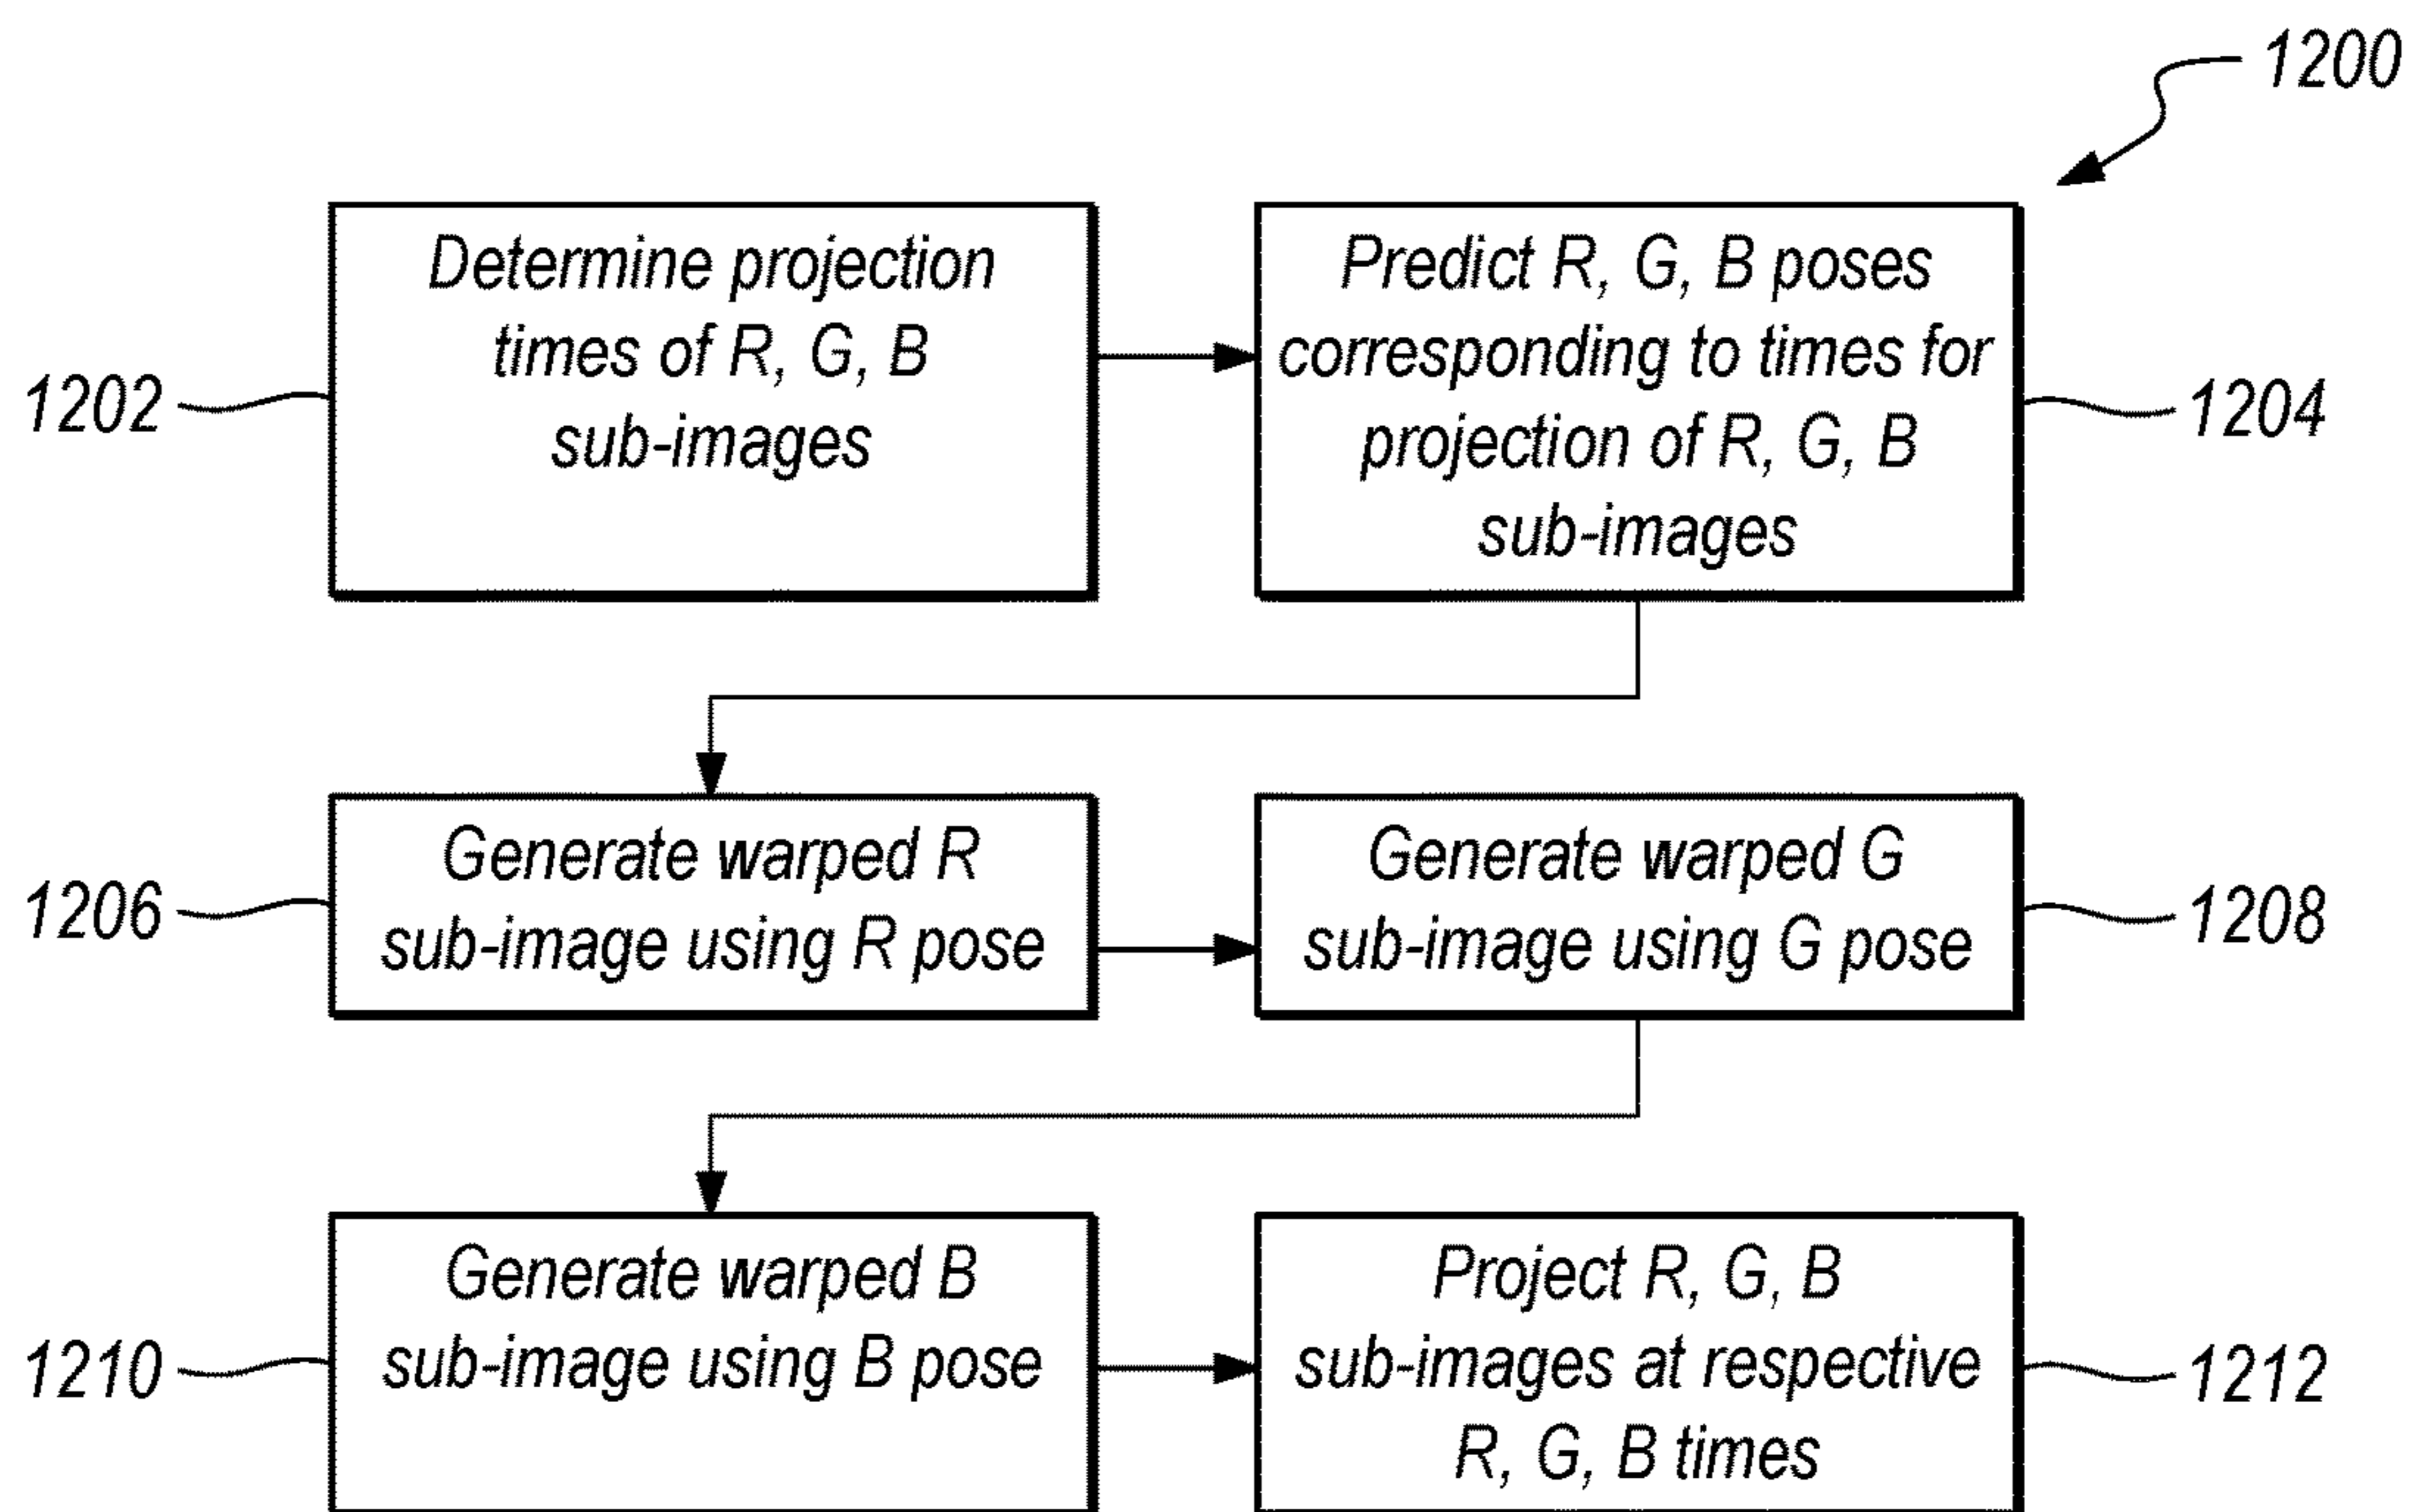 1200
Determine projection
times of R, G, B
sub-images
1202
Predict R, G, B poses
corresponding to times for
projection of R, G, B
sub-images
1204
Generate warped R
sub-image using R pose
1206
Generate warped G
sub-image using G pose
1208
Generate warped B
sub-image using B pose
1210
Project R, G, B
sub-images at respective
R, G, B times
1212